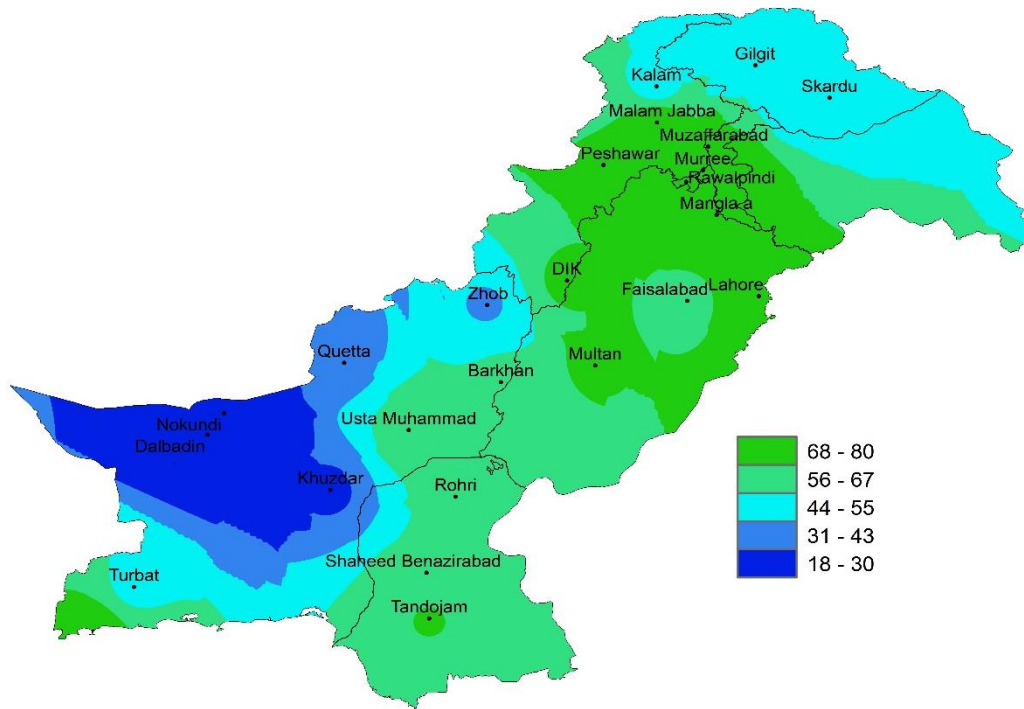 Gilgit
Kalam
Skardu
Malam Jabba
Muzaffarabad
Peshawar
Murree
Rawalpindi
Mangla a
DIK
Zhob
Faisalabad
Lahore
Quetta
Multan
Barkhan
Usta Muhammad
Nokundi
Dalbadin
Khuzdar
Rohri
Shaheed Benazirabad
Turbat
Tandojam
68 - 80
56 - 67
44 - 55
31 - 43
18 - 30